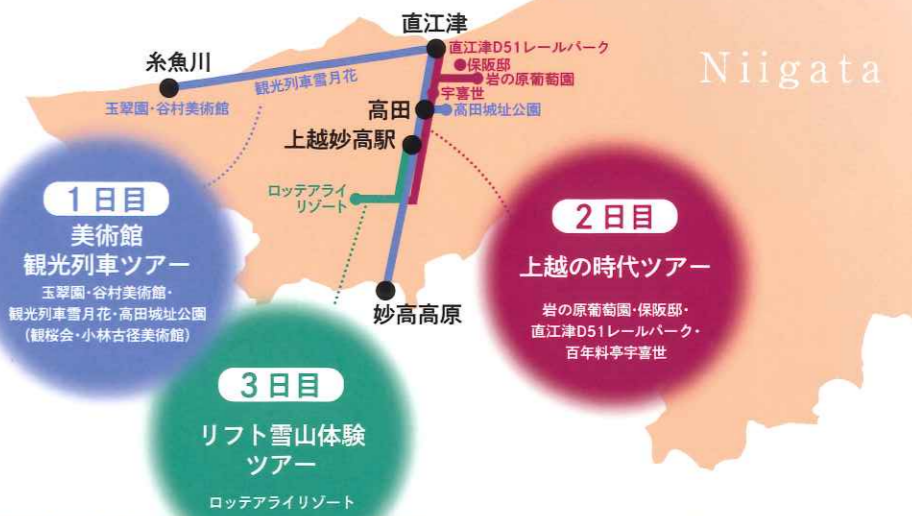 直江津
直江津D51レールパーク
糸魚川
保阪邸
岩の原葡萄園
Niigata
観光列車雪月花
宇喜世
玉翠園・谷村美術館
高田
高田城址公園
上越妙高駅
ロッテアライ
リゾート
妙高高原
1日目
美術館
観光列車ツアー
玉翠園・谷村美術館・
観光列車雪月花・高田城址公園
(観桜会・小林古径美術館)
2日目
上越の時代ツアー
岩の原葡萄園・保阪邸・
直江津D51レールパーク・
百年料亭宇喜世
3日目
リフト雪山体験
ツアー
ロッテアライリゾート